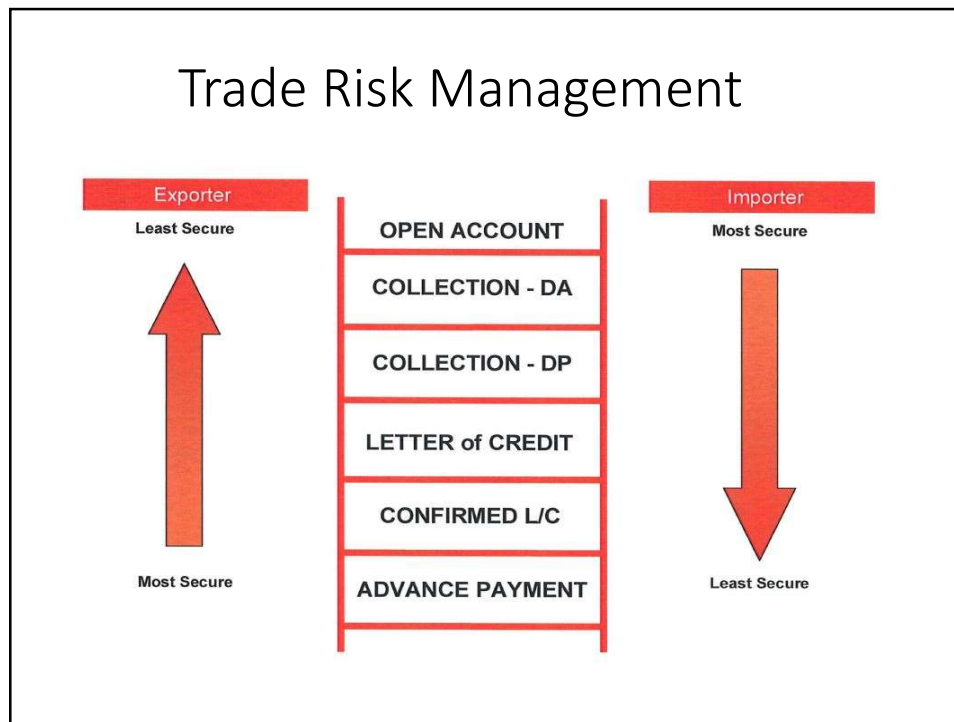 Trade Risk Management
Exporter
Least Secure
Most Secure
OPEN ACCOUNT
COLLECTION - DA
COLLECTION - DP
LETTER of CREDIT
CONFIRMED L/C
ADVANCE PAYMENT
Importer
Most Secure
Least Secure